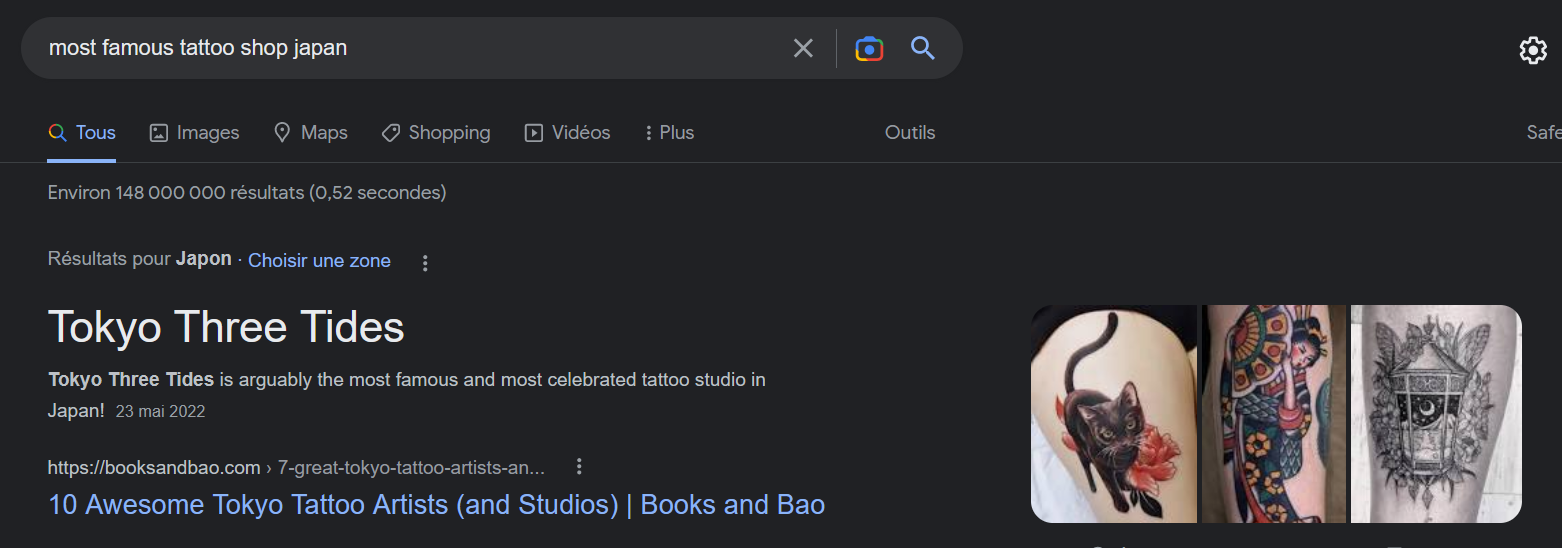 most famous tattoo shop japan
Tous Images Maps Shopping Vidéos Plus Outils Safe
Environ 148 000 000 résultats (0,52 secondes)
Résultats pour Japon · Choisir une zone
Tokyo Three Tides
Tokyo Three Tides is arguably the most famous and most celebrated tattoo studio in
Japan! 23 mai 2022
https://booksandbao.com › 7-great-tokyo-tattoo-artists-an...
10 Awesome Tokyo Tattoo Artists (and Studios) | Books and Bao